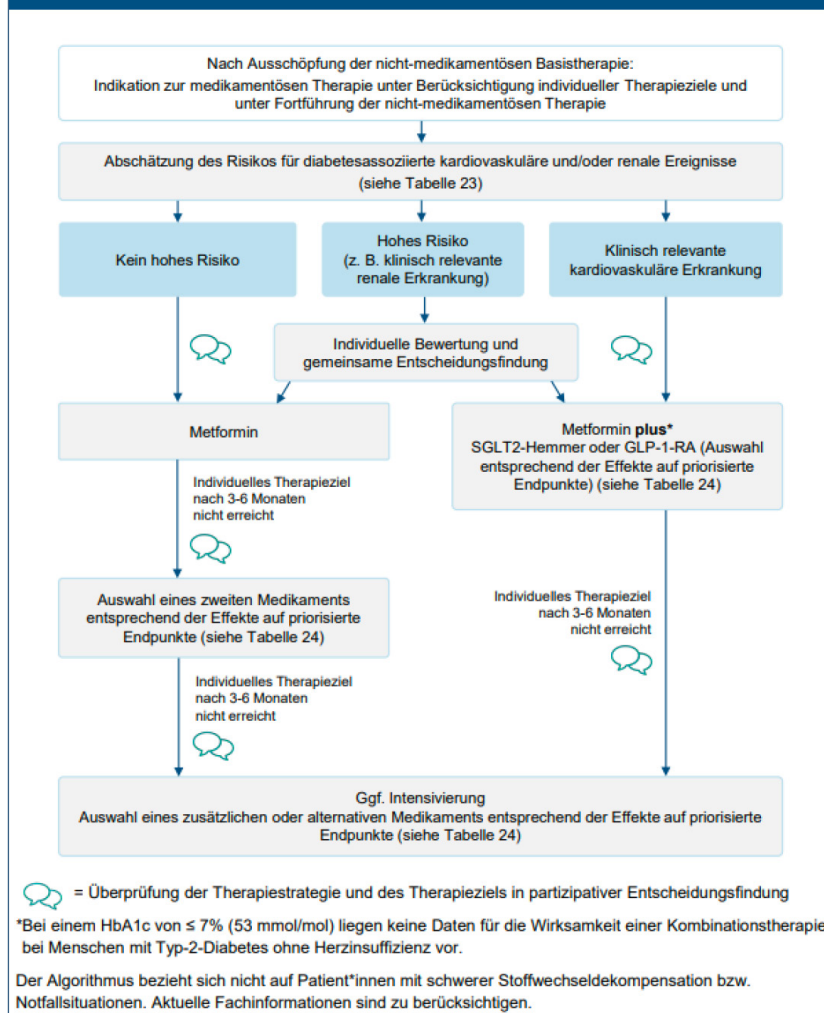 Nach Ausschöpfung der nicht-medikamentösen Basistherapie:
Indikation zur medikamentösen Therapie unter Berücksichtigung individueller Therapieziele und
unter Fortführung der nicht-medikamentösen Therapie
Abschätzung des Risikos für diabetesassoziierte kardiovaskuläre und/oder renale Ereignisse
(siehe Tabelle 23)
Kein hohes Risiko
Hohes Risiko
(z. B. klinisch relevante
renale Erkrankung)
Klinisch relevante
kardiovaskuläre Erkrankung
Individuelle Bewertung und
gemeinsame Entscheidungsfindung
Metformin
Metformin plus*
SGLT2-Hemmer oder GLP-1-RA (Auswahl
entsprechend der Effekte auf priorisierte
Endpunkte) (siehe Tabelle 24)
Individuelles Therapieziel
nach 3-6 Monaten
nicht erreicht
Auswahl eines zweiten Medikaments
entsprechend der Effekte auf priorisierte
Endpunkte (siehe Tabelle 24)
Individuelles Therapieziel
nach 3-6 Monaten
nicht erreicht
Individuelles Therapieziel
nach 3-6 Monaten
nicht erreicht
Ggf. Intensivierung
Auswahl eines zusätzlichen oder alternativen Medikaments entsprechend der Effekte auf priorisierte
Endpunkte (siehe Tabelle 24)
= Überprüfung der Therapiestrategie und des Therapieziels in partizipativer Entscheidungsfindung
*Bei einem HbA1c von ≤ 7% (53 mmol/mol) liegen keine Daten für die Wirksamkeit einer Kombinationstherapie
bei Menschen mit Typ-2-Diabetes ohne Herzinsuffizienz vor.
Der Algorithmus bezieht sich nicht auf Patient*innen mit schwerer Stoffwechseldekompensation bzw.
Notfallsituationen. Aktuelle Fachinformationen sind zu berücksichtigen.